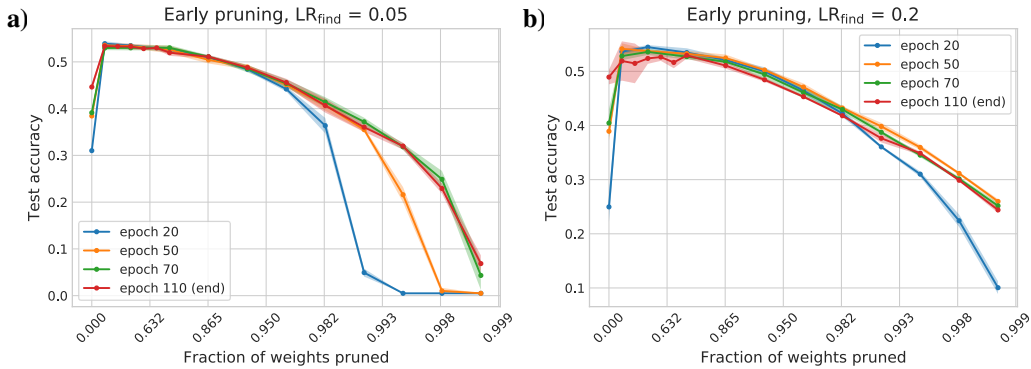 a)
Early pruning, LRfind = 0.05
Test accuracy
0.5
0.4
0.3
0.2
0.1
0.0
epoch 20
epoch 50
epoch 70
epoch 110 (end)
0.000
0.632
0.865
0.950
0.982
0.993
0.998
0.999
Fraction of weights pruned
b)
Early pruning, LRfind = 0.2
Test accuracy
0.5
0.4
0.3
0.2
0.1
epoch 20
epoch 50
epoch 70
epoch 110 (end)
0.000
0.632
0.865
0.950
0.982
0.993
0.998
0.999
Fraction of weights pruned